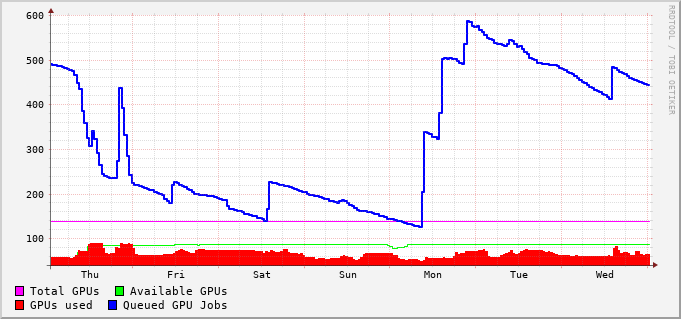 600
500
400
300
200
100
Thu Fri Sat Sun Mon Tue Wed
Total GPUs Available GPUs
GPUs used Queued GPU Jobs
RRDTOOL / TOBI OETIKER